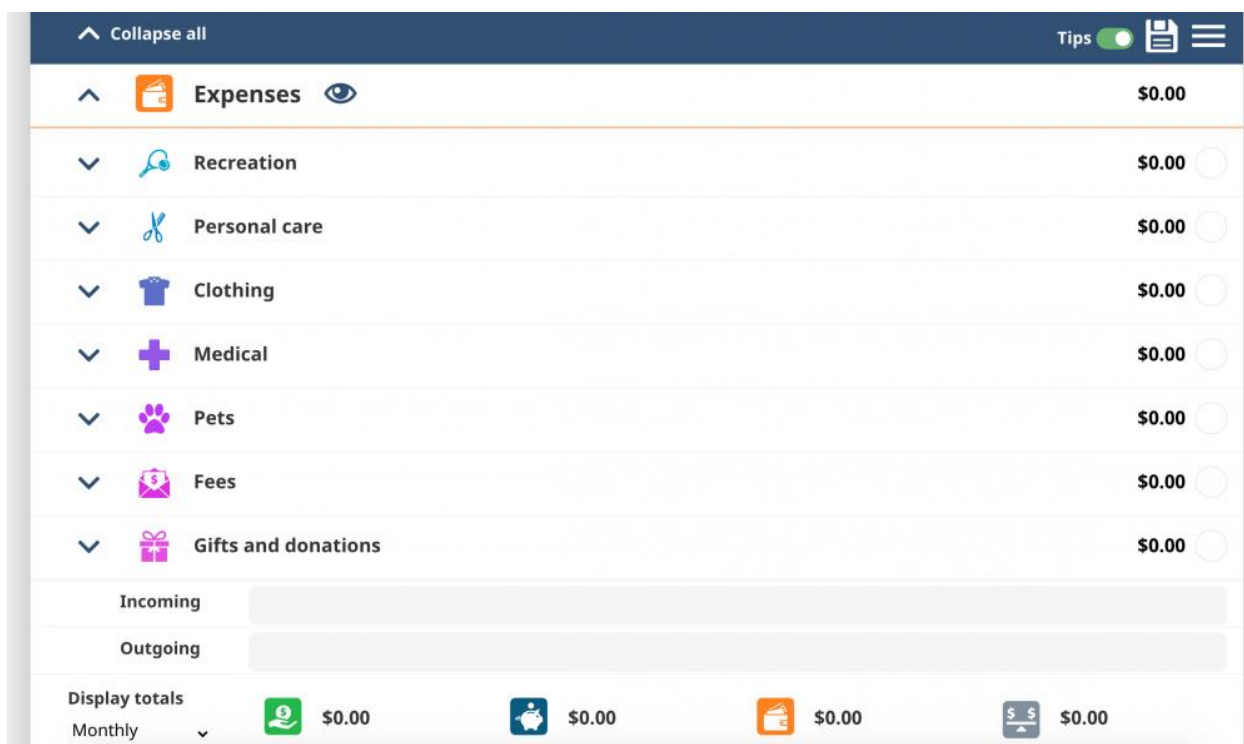 Collapse all Tips
Expenses $0.00
Recreation $0.00
Personal care $0.00
Clothing $0.00
Medical $0.00
Pets $0.00
Fees $0.00
Gifts and donations $0.00
Incoming
Outgoing
Display totals
Monthly $0.00 $0.00 $0.00 $0.00